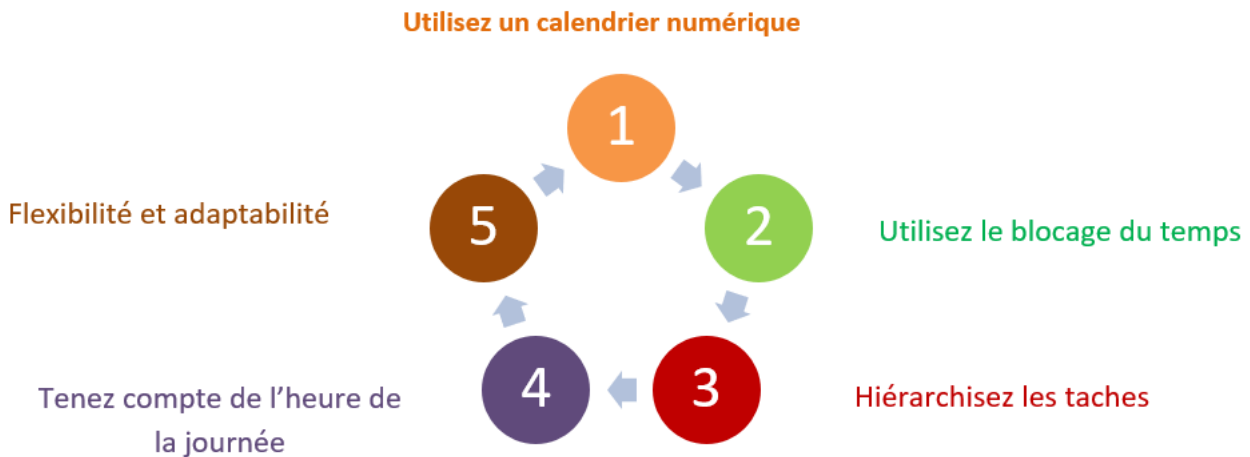 Utilisez un calendrier numérique
1
2
Utilisez le blocage du temps
3
Hiérarchisez les taches
4
Tenez compte de l’heure de
la journée
5
Flexibilité et adaptabilité